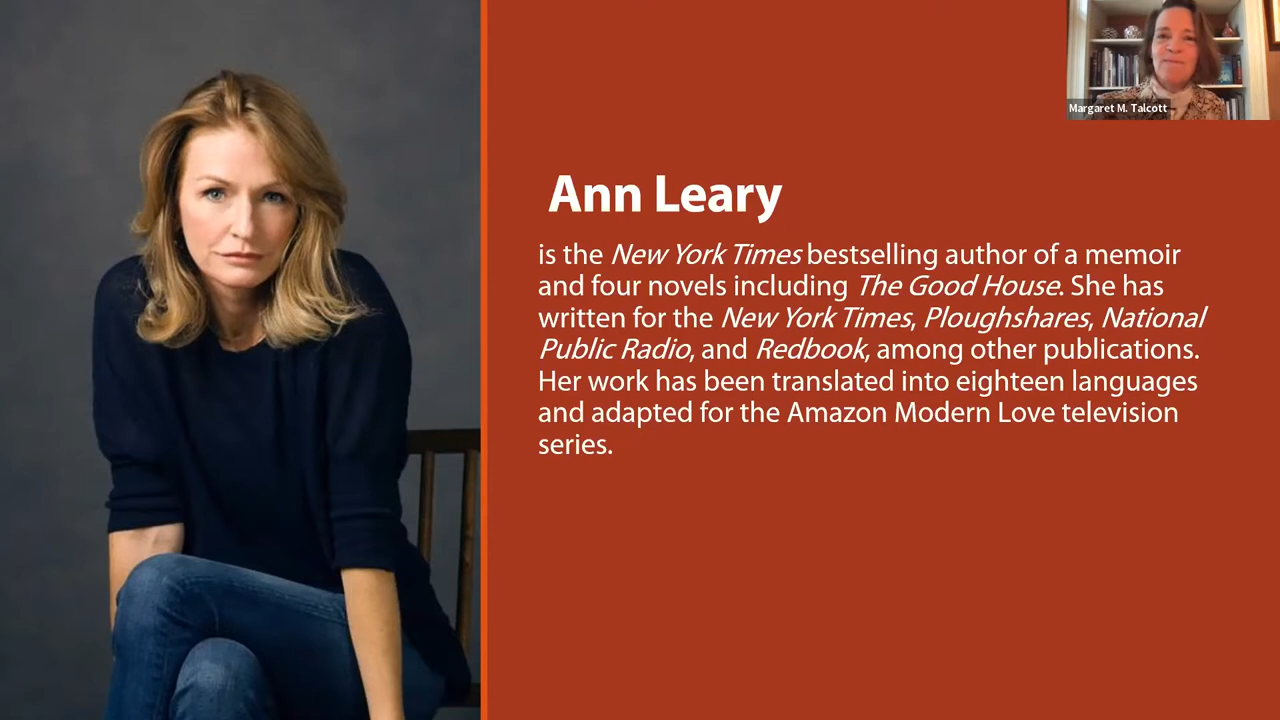 Margaret M. Talcott
Ann Leary
is the New York Times bestselling author of a memoir
and four novels including The Good House. She has
written for the New York Times, Ploughshares, National
Public Radio, and Redbook, among other publications.
Her work has been translated into eighteen languages
and adapted for the Amazon Modern Love television
series.